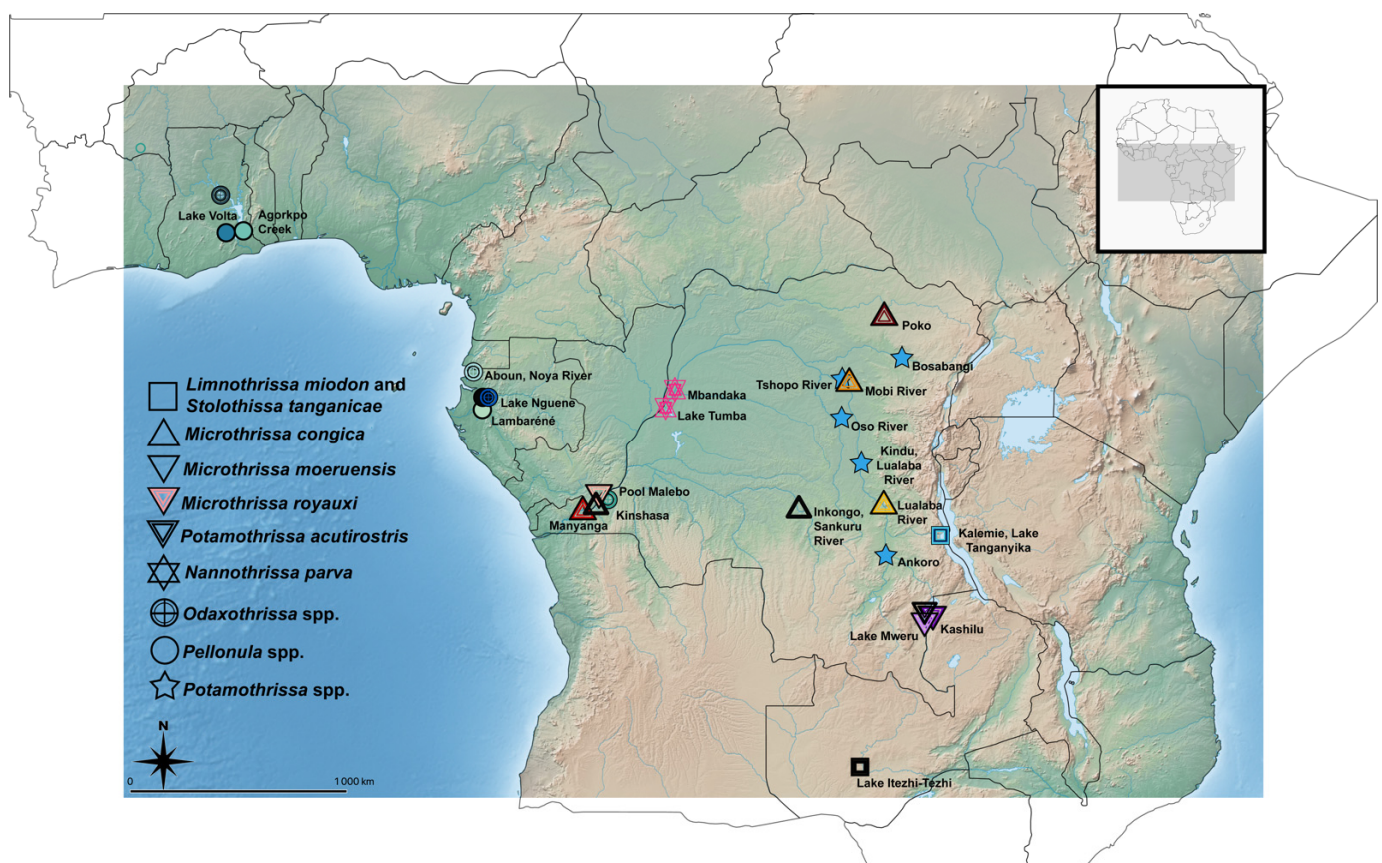 Lake Volta
Agorkpo
Creek
Poko
Bosabangi
Aboun, Noya River
Tshopo River
Mobi River
Limnothrissa miodon and
Stolothissa tanganicae
Mbandaka
Lake Nguene
Lake Tumba
Lambaréné
Oso River
Microthrissa congica
Kindu,
Lualaba
River
Microthrissa moeruensis
Pool Malebo
Microthrissa royauxi
Kinshasa
Manyanga
Inkongo,
Sankuru
River
Lualaba
River
Potamothrissa acutirostris
Kalemie, Lake
Tanganyika
Ankoro
Nannothrissa parva
Odaxothrissa spp.
Lake Mweru
Kashilu
Pellonula spp.
Potamothrissa spp.
N
0
1 000 km
Lake Itezhi-Tezhi